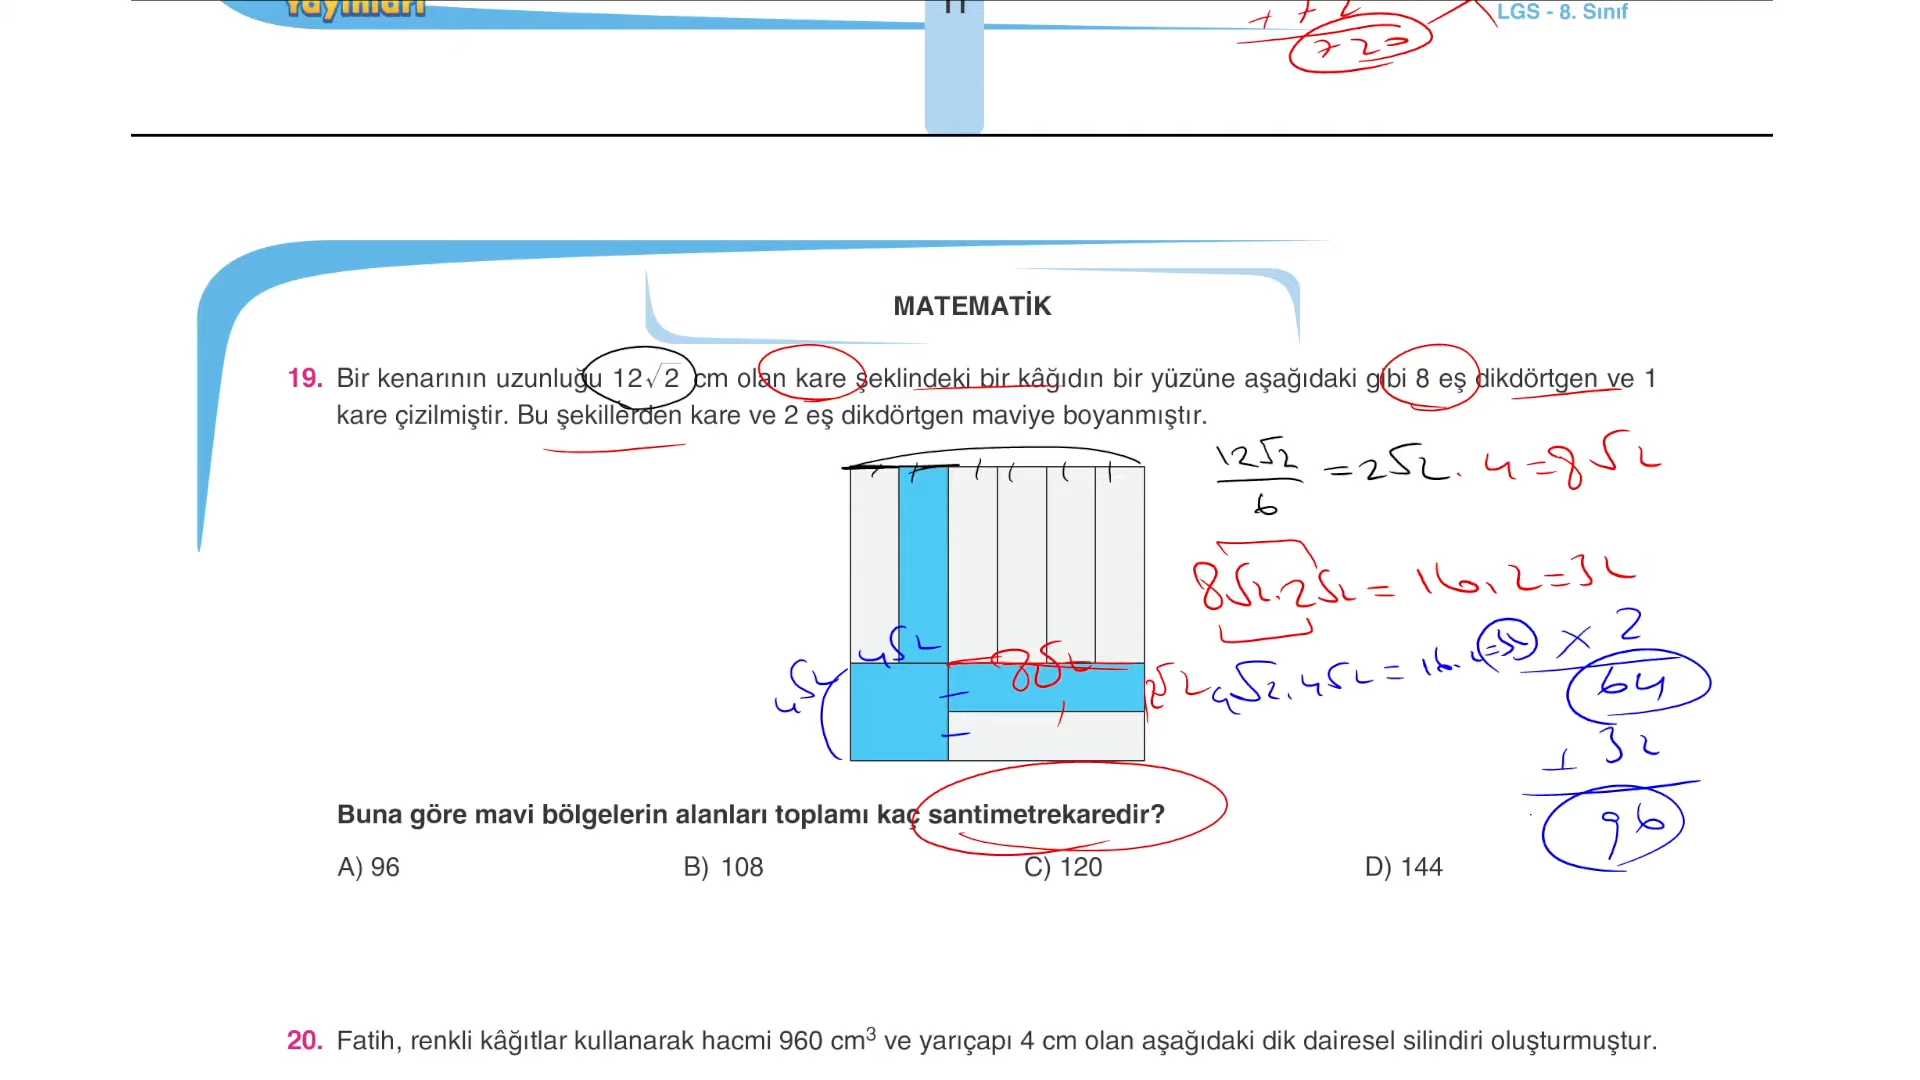 Yayınları
11
LGS - 8. Sınıf
720
MATEMATİK
19. Bir kenarının uzunluğu 12√2 cm olan kare şeklindeki bir kâğıdın bir yüzüne aşağıdaki gibi 8 eş dikdörtgen ve 1
kare çizilmiştir. Bu şekillerden kare ve 2 eş dikdörtgen maviye boyanmıştır.
12√2 / 6 = 2√2 . 4 = 8√2
8√2 . 2√2 = 16 . 2 = 32
x 2
64
4√2
4√2
8√2
2√2
4√2 . 4√2 = 16 .
+ 32
96
Buna göre mavi bölgelerin alanları toplamı kaç santimetrekaredir?
A) 96 B) 108 C) 120 D) 144
20. Fatih, renkli kâğıtlar kullanarak hacmi 960 cm³ ve yarıçapı 4 cm olan aşağıdaki dik dairesel silindiri oluşturmuştur.